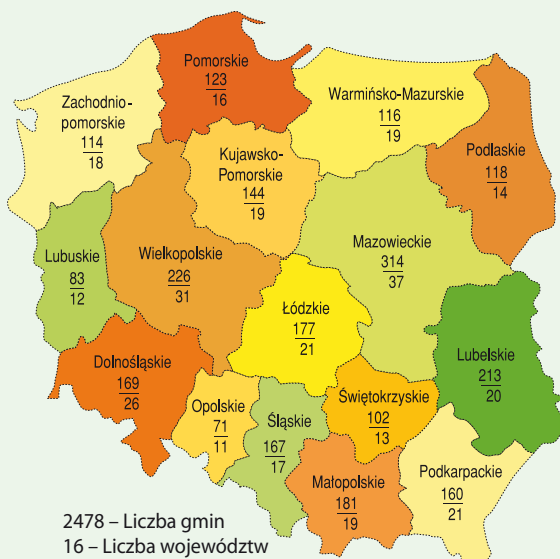 Pomorskie
123
16
Zachodnio-
pomorskie
114
18
Warmińsko-Mazurskie
116
19
Podlaskie
118
14
Kujawsko-
Pomorskie
144
19
Lubuskie
83
12
Wielkopolskie
226
31
Mazowieckie
314
37
Łódzkie
177
21
Dolnośląskie
169
26
Lubelskie
213
20
Opolskie
71
11
Śląskie
167
17
Świętokrzyskie
102
13
Małopolskie
181
19
Podkarpackie
160
21
2478 – Liczba gmin
16 – Liczba województw